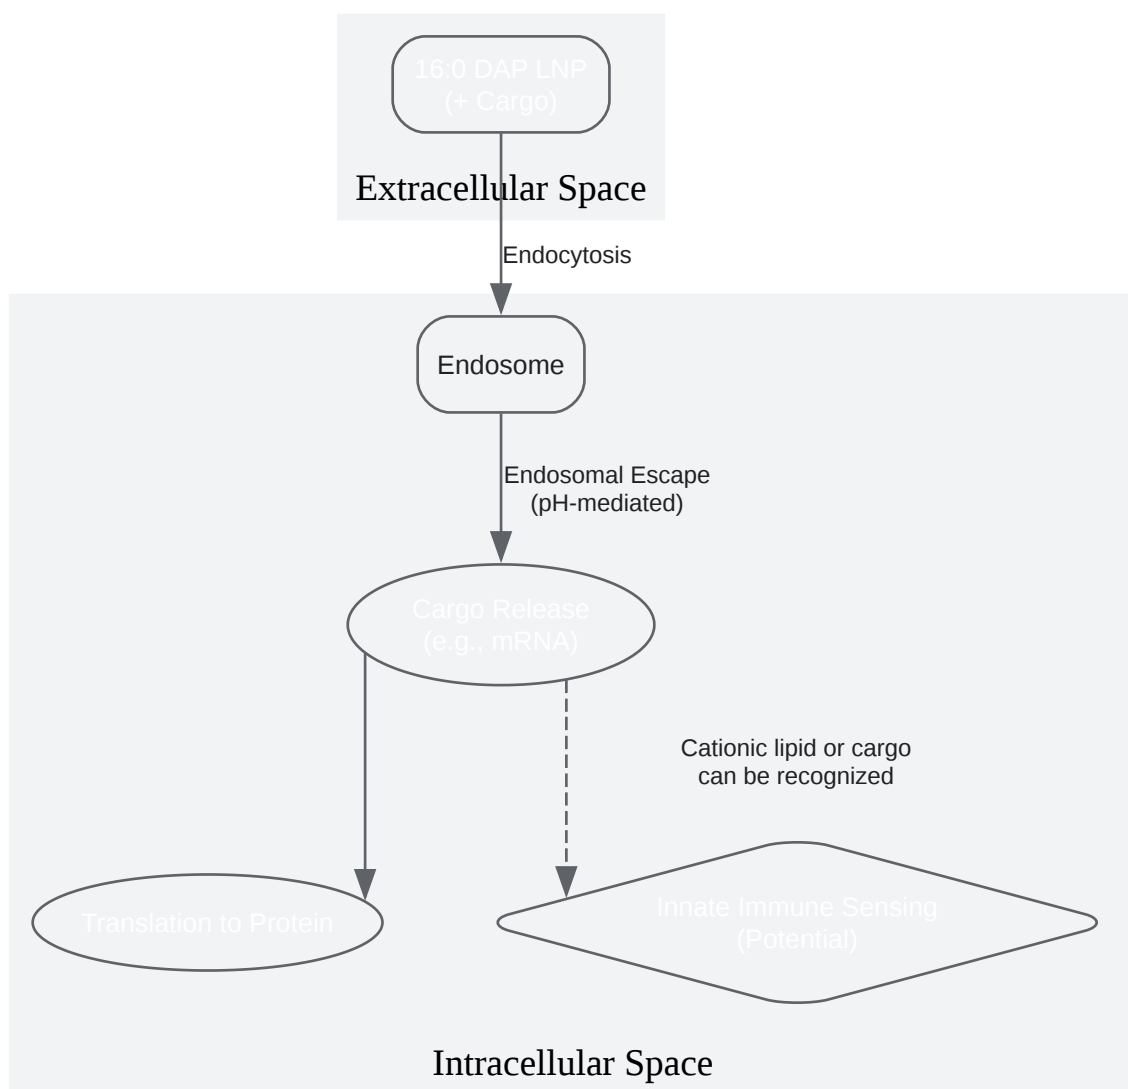 16:0 DAP LNP
(+ Cargo)
Extracellular Space
Endocytosis
Endosome
Endosomal Escape
(pH-mediated)
Cargo Release
(e.g., mRNA)
Cationic lipid or cargo
can be recognized
Translation to Protein
Innate Immune Sensing
(Potential)
Intracellular Space